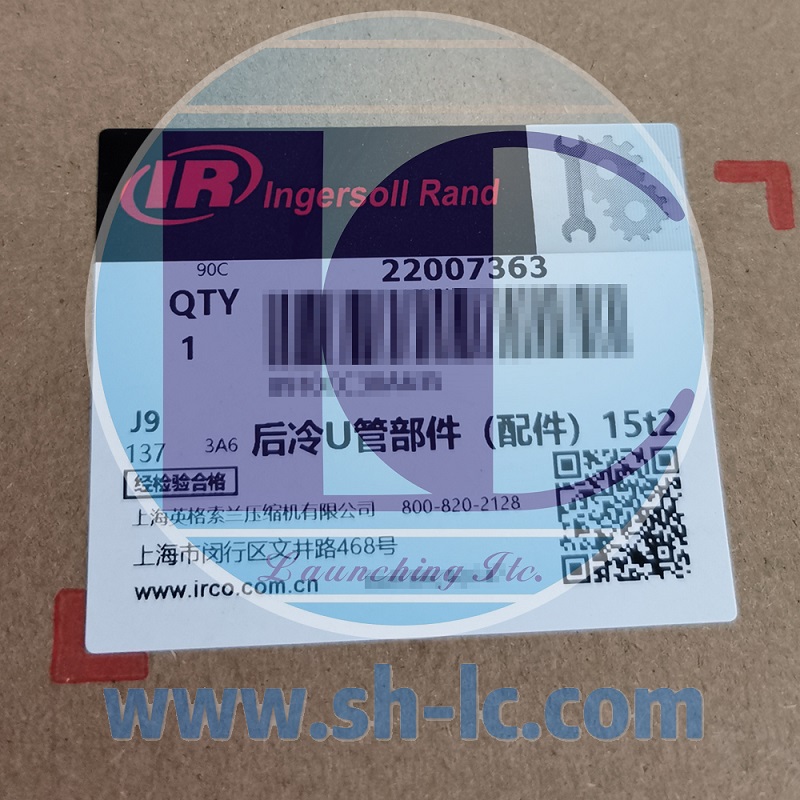 IR Ingersoll Rand
90C
22007363
QTY
1
J9
137
3A6
后冷U管部件（配件）15t2
经检验合格
上海英格索兰压缩机有限公司 800-820-2128
上海市闵行区文井路468号
Launching Itc.
www.irco.com.cn
www.sh-lc.com